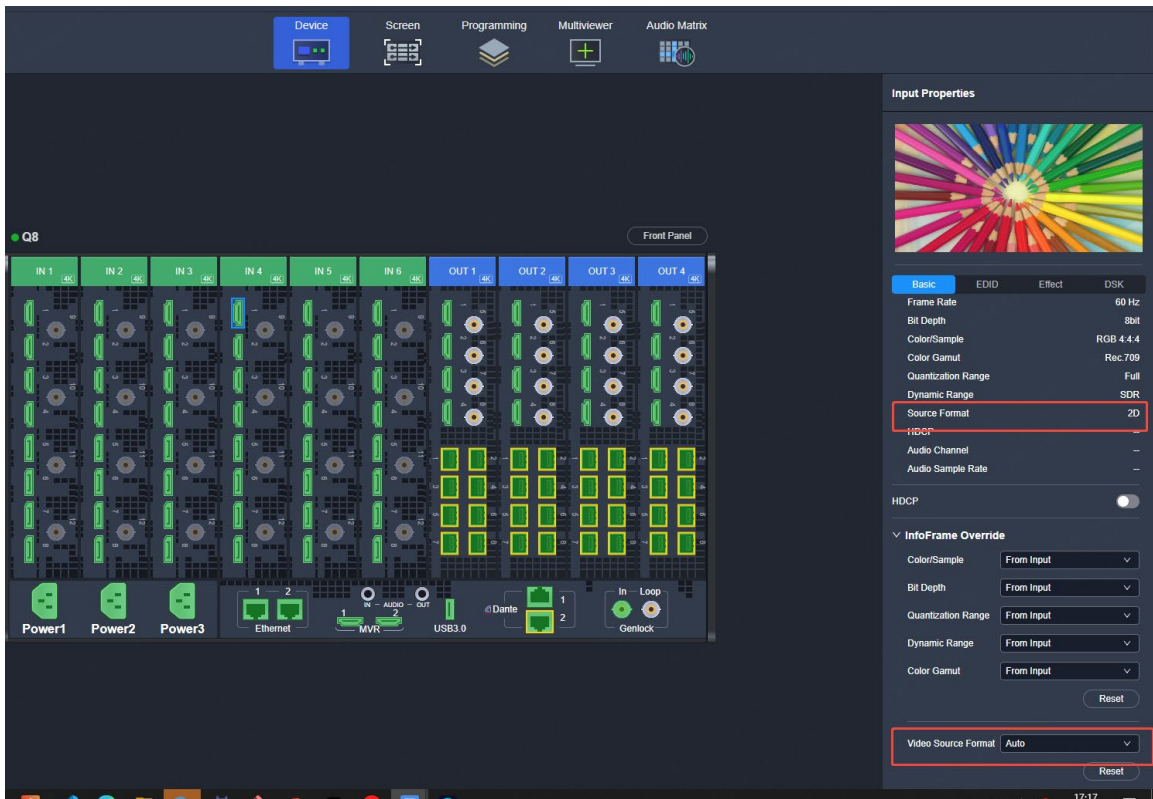 Device Screen Programming Multiviewer Audio Matrix
Input Properties
Q8
Front Panel
IN 1 4K IN 2 4K IN 3 4K IN 4 4K IN 5 4K IN 6 4K OUT 1 4K OUT 2 4K OUT 3 4K OUT 4 4K
Power1 Power2 Power3
1 2
Ethernet
IN AUDIO OUT
1 2
MVR
USB3.0
Dante
1
2
In Loop
Genlock
Basic EDID Effect DSK
Frame Rate 60 Hz
Bit Depth 8bit
Color/Sample RGB 4:4:4
Color Gamut Rec.709
Quantization Range Full
Dynamic Range SDR
Source Format 2D
HDCP --
Audio Channel --
Audio Sample Rate --
HDCP
InfoFrame Override
Color/Sample From Input
Bit Depth From Input
Quantization Range From Input
Dynamic Range From Input
Color Gamut From Input
Reset
Video Source Format Auto
Reset
17:17